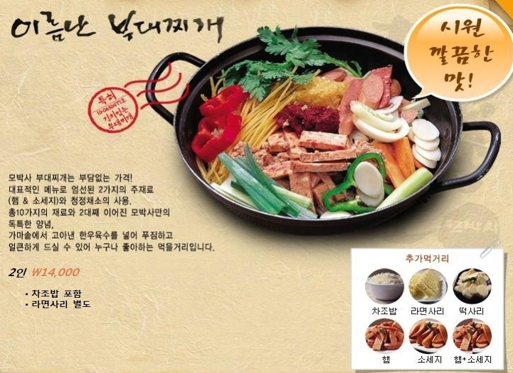 이름난 부대찌개
시원
깔끔한
맛!
특허
모박사 부대찌개는 부담없는 가격!
대표적인 메뉴로 엄선된 2가지의 주재료
(햄 & 소세지)와 청정채소의 사용,
총10가지의 재료와 2대째 이어진 모박사만의
독특한 양념,
가마솥에서 고아낸 한우육수를 넣어 푸짐하고
얼큰하게 드실 수 있어 누구나 좋아하는 먹을거리입니다.
2인 ₩14,000
• 차조밥 포함
• 라면사리 별도
추가먹거리
차조밥 라면사리 떡사리
햄 소세지 햄+소세지